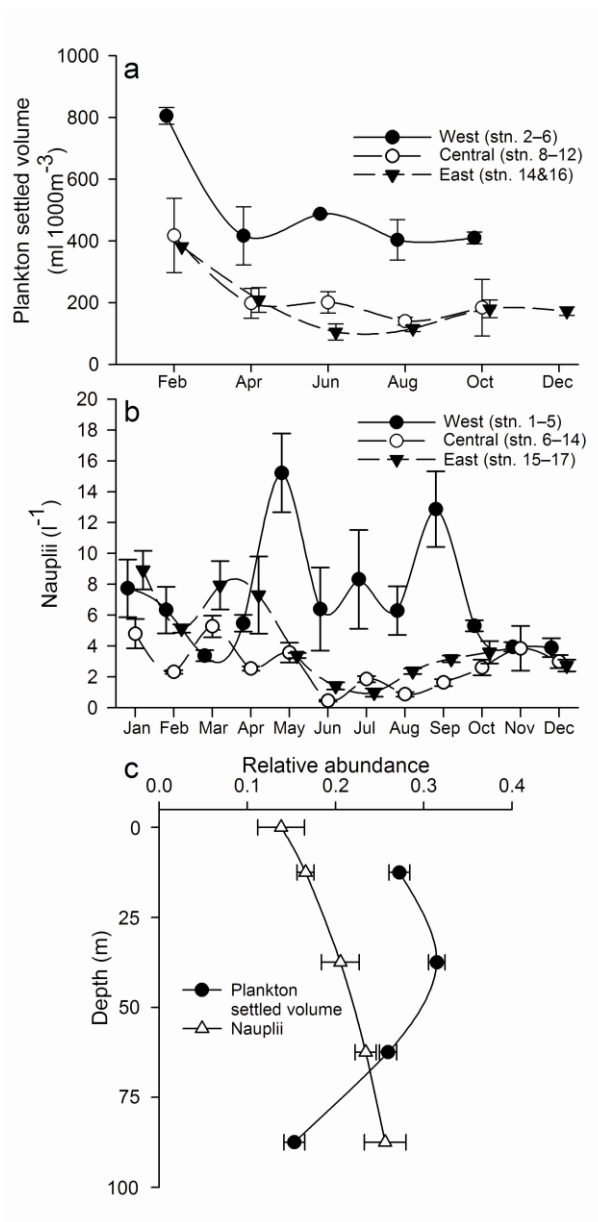 a
Plankton settled volume
(ml 1000m-3)
1000
800
600
400
200
0
West (stn. 2–6)
Central (stn. 8–12)
East (stn. 14&16)
Feb Apr Jun Aug Oct Dec
b
Nauplii (l-1)
20
18
16
14
12
10
8
6
4
2
0
West (stn. 1–5)
Central (stn. 6–14)
East (stn. 15–17)
Jan Feb Mar Apr May Jun Jul Aug Sep Oct Nov Dec
c
Relative abundance
0.0 0.1 0.2 0.3 0.4
Depth (m)
0
25
50
75
100
Plankton
settled volume
Nauplii